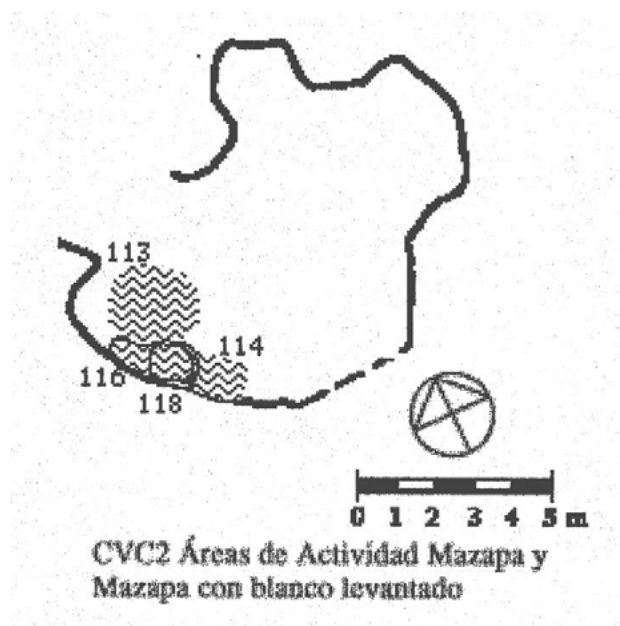 113
114
116
118
0 1 2 3 4 5 m
CVC2 Áreas de Actividad Mazapa y
Mazapa con blanco levantado